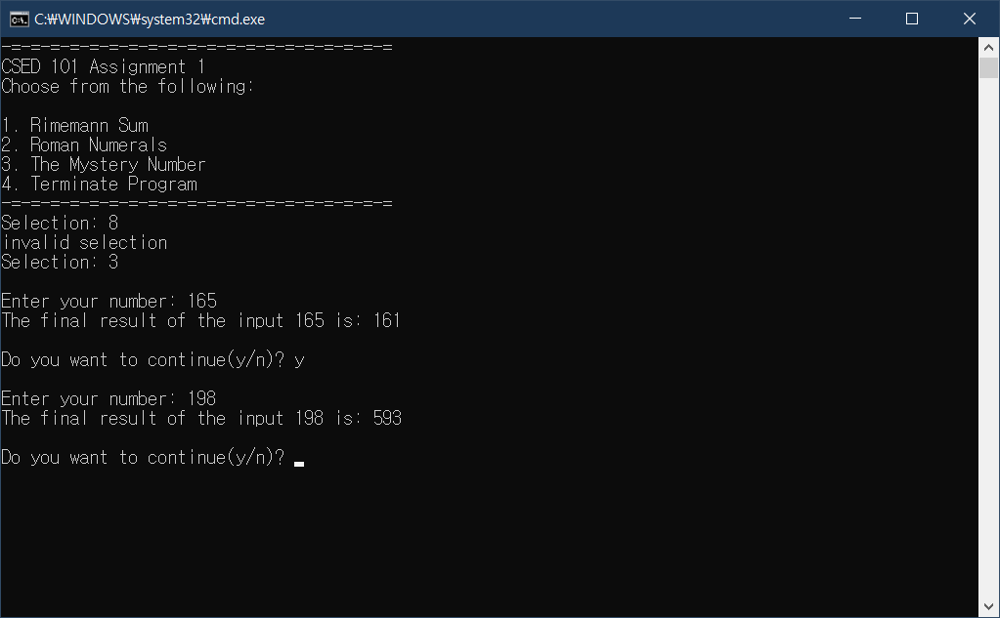 C:₩WINDOWS₩system32₩cmd.exe
-=-=-=-=-=-=-=-=-=-=-=-=-=-=-=-=-=-=-=-=
CSED 101 Assignment 1
Choose from the following:
1. Rimemann Sum
2. Roman Numerals
3. The Mystery Number
4. Terminate Program
-=-=-=-=-=-=-=-=-=-=-=-=-=-=-=-=-=-=-=-=
Selection: 8
invalid selection
Selection: 3
Enter your number: 165
The final result of the input 165 is: 161
Do you want to continue(y/n)? y
Enter your number: 198
The final result of the input 198 is: 593
Do you want to continue(y/n)?